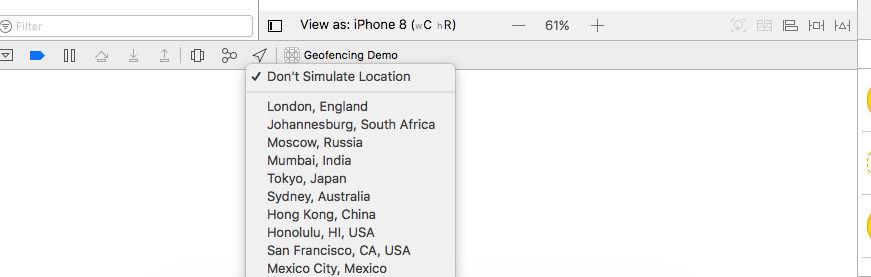 Filter
View as: iPhone 8 (wC hR)
61%
Geofencing Demo
✓ Don't Simulate Location
London, England
Johannesburg, South Africa
Moscow, Russia
Mumbai, India
Tokyo, Japan
Sydney, Australia
Hong Kong, China
Honolulu, HI, USA
San Francisco, CA, USA
Mexico City, Mexico